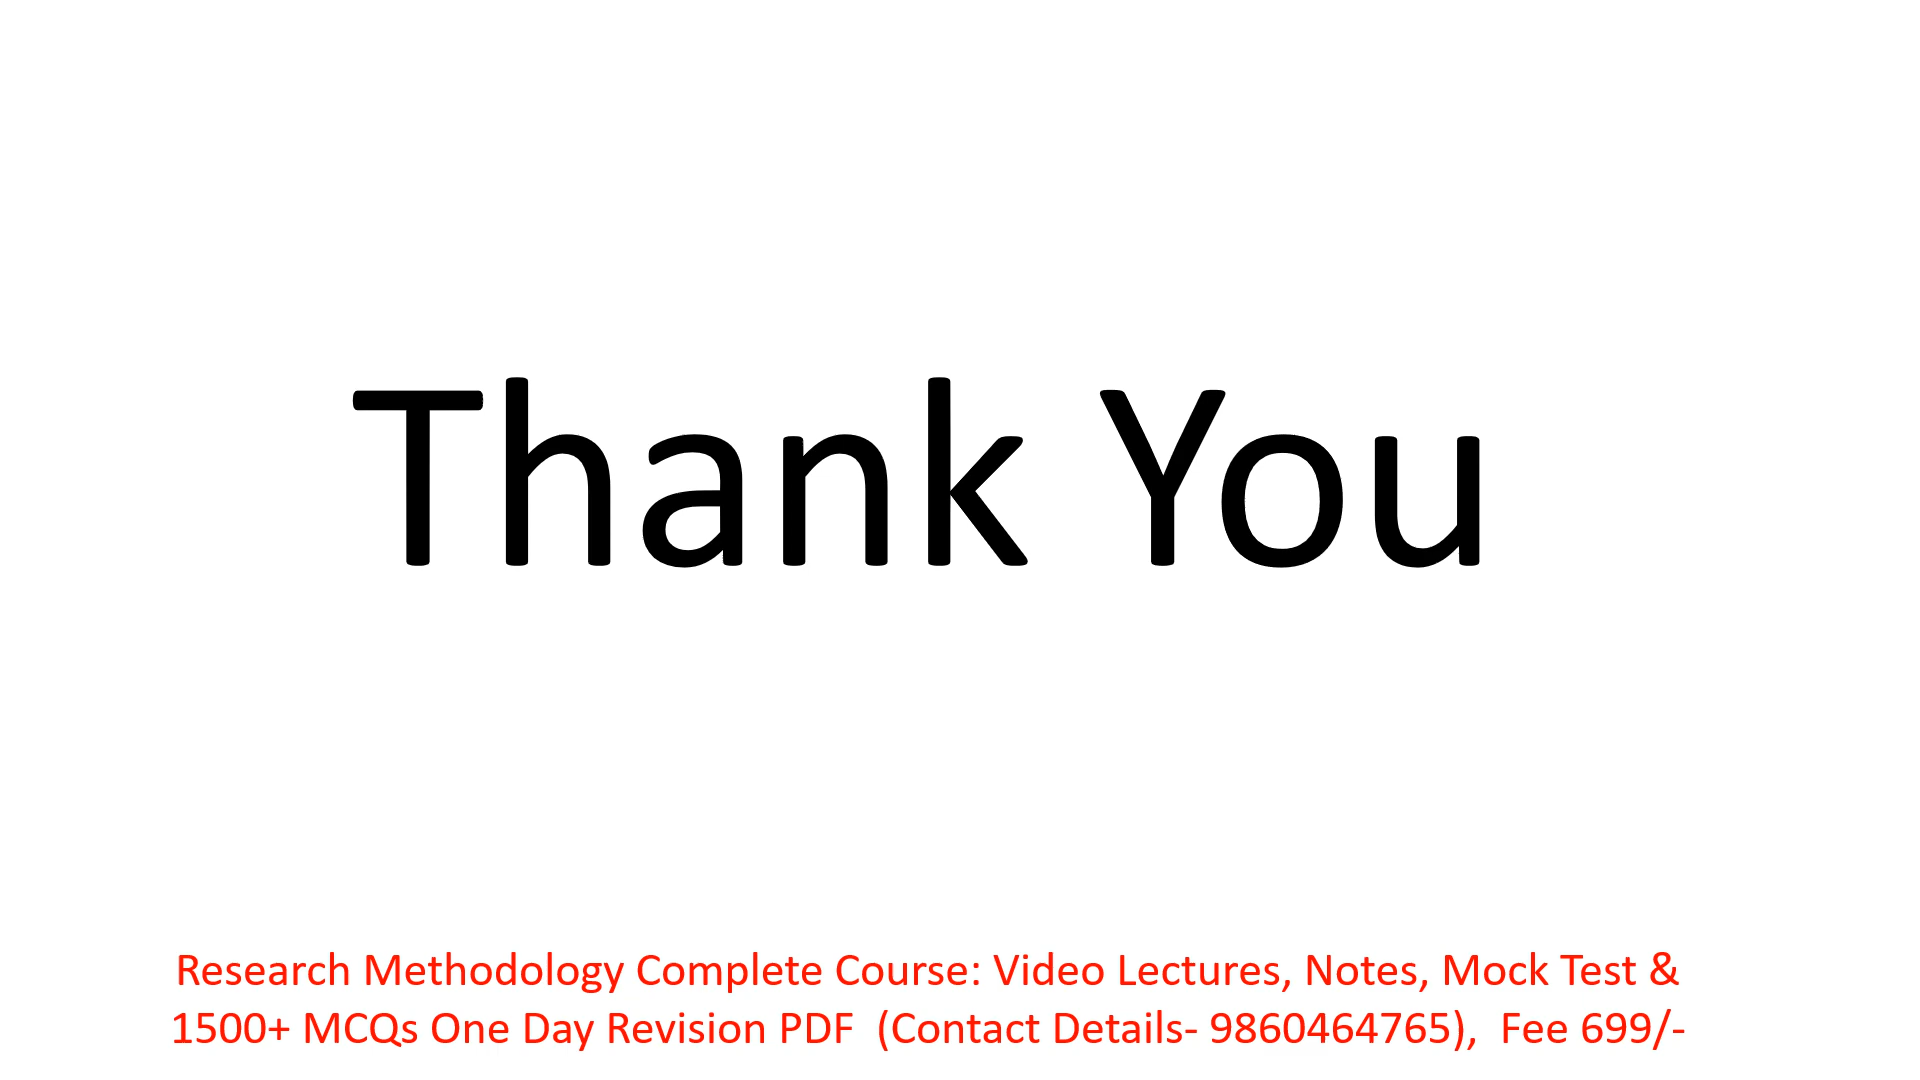 Thank You
Research Methodology Complete Course: Video Lectures, Notes, Mock Test &
1500+ MCQs One Day Revision PDF  (Contact Details- 9860464765),  Fee 699/-